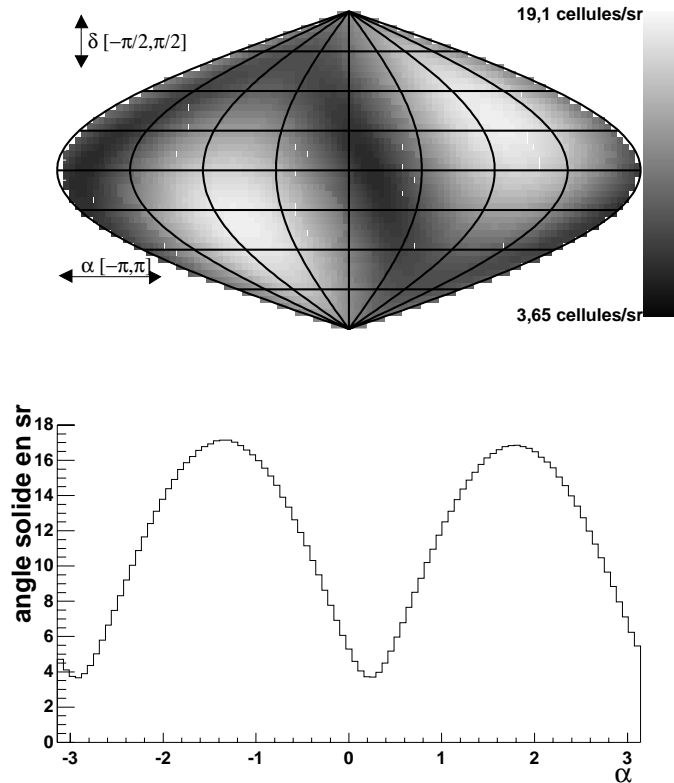 19,1 cellules/sr
δ [−π/2,π/2]
α [−π,π]
3,65 cellules/sr
angle solide en sr
18
16
14
12
10
8
6
4
2
0
-3 -2 -1 0 1 2 3
α